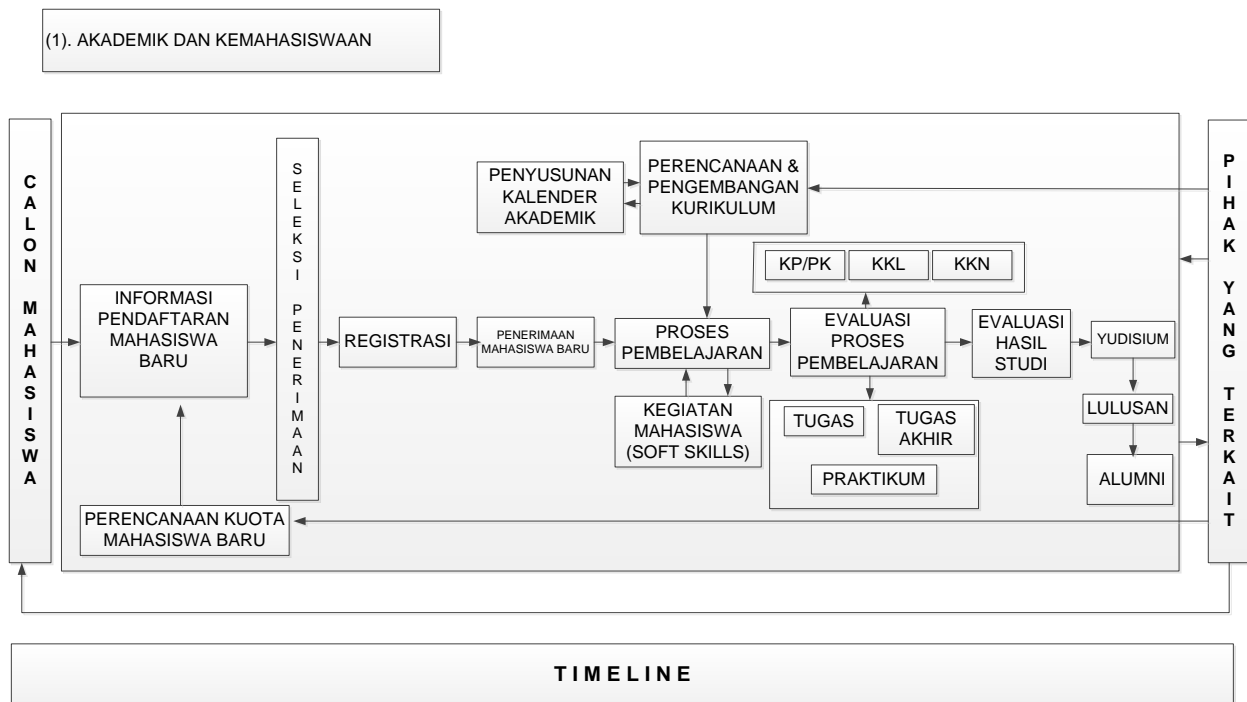 (1). AKADEMIK DAN KEMAHASISWAAN
CALON MAHASISWA
INFORMASI
PENDAFTARAN
MAHASISWA
BARU
PERENCANAAN KUOTA
MAHASISWA BARU
SELEKSI PENERIMAAN
REGISTRASI
PENERIMAAN
MAHASISWA BARU
PENYUSUNAN
KALENDER
AKADEMIK
PERENCANAAN &
PENGEMBANGAN
KURIKULUM
PROSES
PEMBELAJARAN
KEGIATAN
MAHASISWA
(SOFT SKILLS)
KP/PK
KKL
KKN
EVALUASI
PROSES
PEMBELAJARAN
TUGAS
TUGAS
AKHIR
PRAKTIKUM
EVALUASI
HASIL
STUDI
YUDISIUM
LULUSAN
ALUMNI
PIHAK YANG TERKAIT
TIMELINE